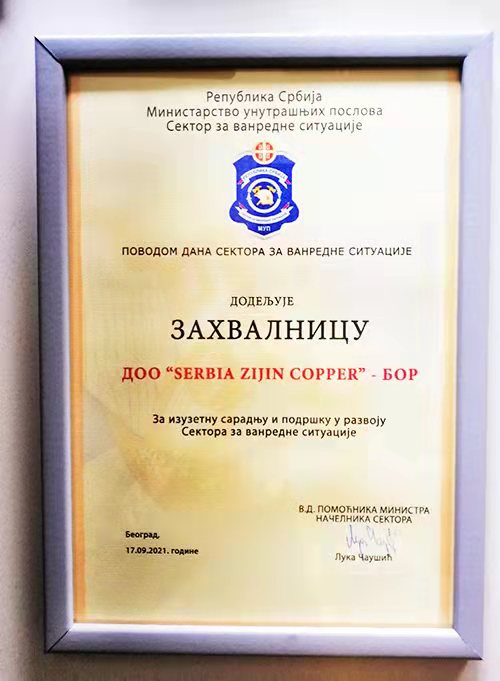 Република Србија
Министарство унутрашњих послова
Сектор за ванредне ситуације
МУП
ПОВОДОМ ДАНА СЕКТОРА ЗА ВАНРЕДНЕ СИТУАЦИЈЕ
ДОДЕЉУЈЕ
ЗАХВАЛНИЦУ
ДОО “SERBIA ZIJIN COPPER” - БОР
За изузетну сарадњу и подршку у развоју
Сектора за ванредне ситуације
В.Д. ПОМОЋНИКА МИНИСТРА
НАЧЕЛНИКА СЕКТОРА
Београд,
17.09.2021. године
Лука Чаушић